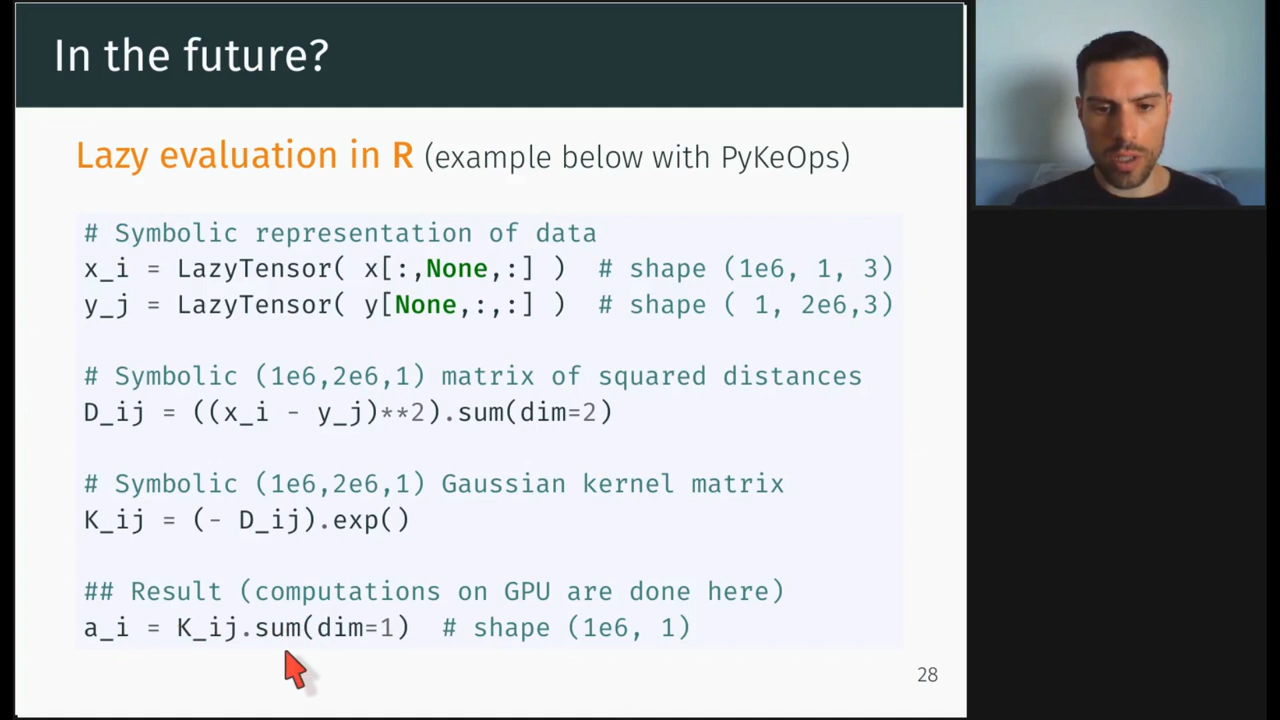 In the future?
Lazy evaluation in R (example below with PyKeOps)
# Symbolic representation of data
x_i = LazyTensor( x[:,None,:] )  # shape (1e6, 1, 3)
y_j = LazyTensor( y[None,:,:] )  # shape ( 1, 2e6,3)
# Symbolic (1e6,2e6,1) matrix of squared distances
D_ij = ((x_i - y_j)**2).sum(dim=2)
# Symbolic (1e6,2e6,1) Gaussian kernel matrix
K_ij = (- D_ij).exp()
## Result (computations on GPU are done here)
a_i = K_ij.sum(dim=1)  # shape (1e6, 1)
28